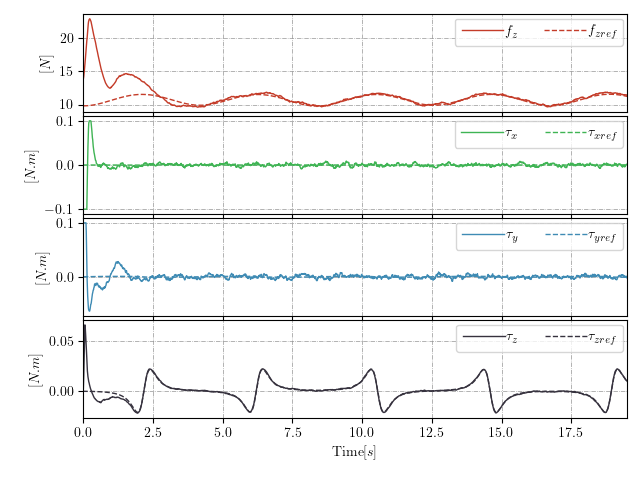 [N]
20
15
10
f_z
f_zref
[N.m]
0.1
0.0
−0.1
τ_x
τ_xref
[N.m]
0.1
0.0
τ_y
τ_yref
[N.m]
0.05
0.00
τ_z
τ_zref
0.0 2.5 5.0 7.5 10.0 12.5 15.0 17.5
Time[s]